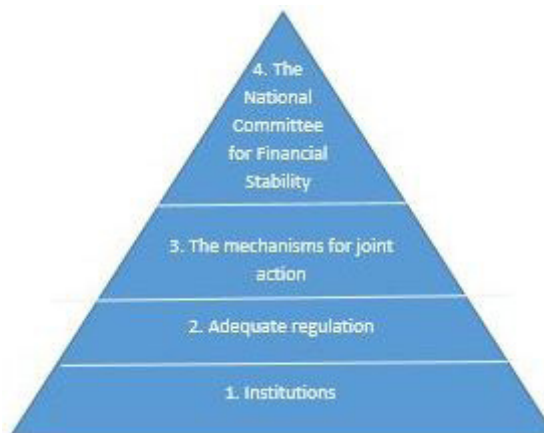 4. The
National
Committee
for Financial
Stability
3. The mechanisms for joint
action
2. Adequate regulation
1. Institutions